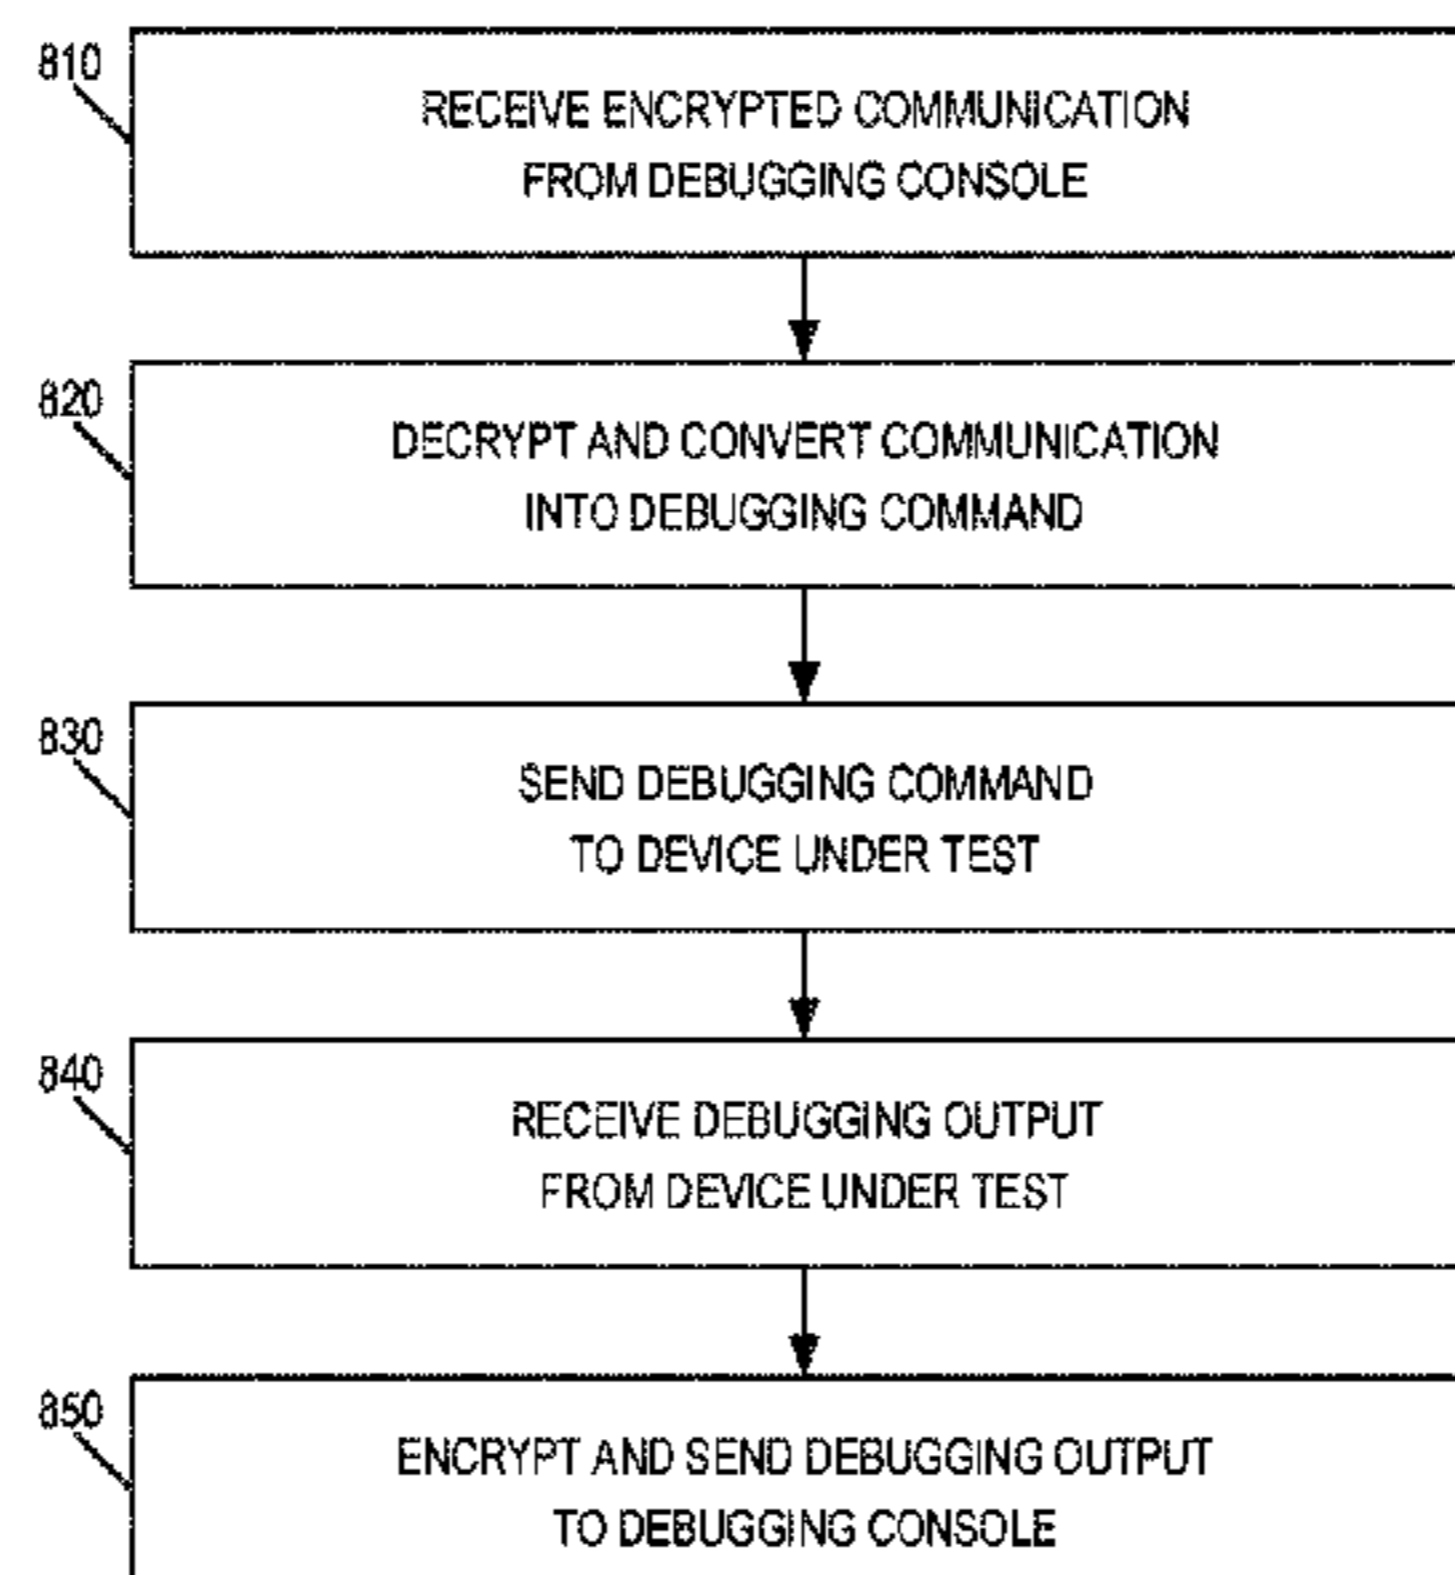 810
RECEIVE ENCRYPTED COMMUNICATION
FROM DEBUGGING CONSOLE
820
DECRYPT AND CONVERT COMMUNICATION
INTO DEBUGGING COMMAND
830
SEND DEBUGGING COMMAND
TO DEVICE UNDER TEST
840
RECEIVE DEBUGGING OUTPUT
FROM DEVICE UNDER TEST
850
ENCRYPT AND SEND DEBUGGING OUTPUT
TO DEBUGGING CONSOLE